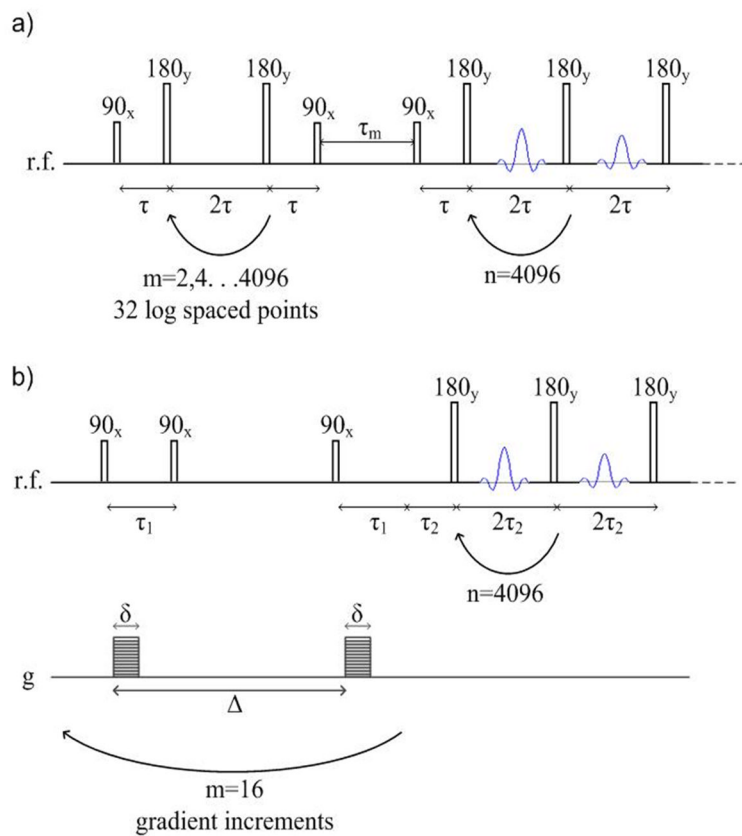 a)
180y 180y 180y 180y 180y
90x 90x 90x
τm
r.f.
τ 2τ τ τ 2τ 2τ
m=2,4. . .4096 n=4096
32 log spaced points
b)
180y 180y 180y
90x 90x 90x
r.f.
τ1 τ1 τ2 2τ2 2τ2
n=4096
δ δ
g
Δ
m=16
gradient increments